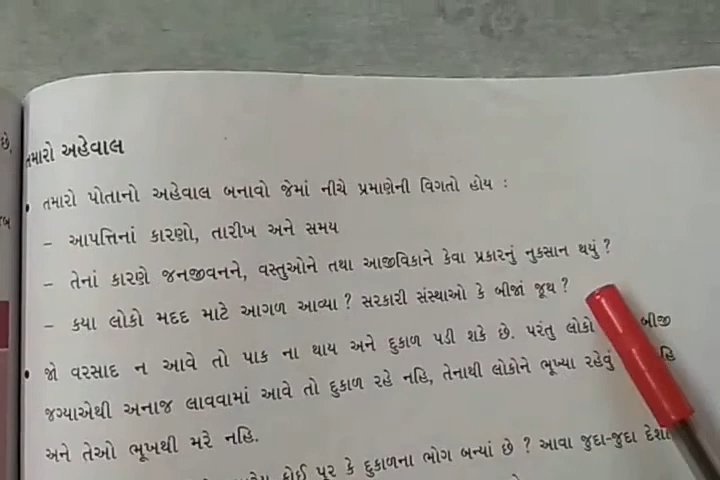 તમારો અહેવાલ
• તમારો પોતાનો અહેવાલ બનાવો જેમાં નીચે પ્રમાણેની વિગતો હોય :
– આપત્તિનાં કારણો, તારીખ અને સમય
– તેનાં કારણે જનજીવનને, વસ્તુઓને તથા આજીવિકાને કેવા પ્રકારનું નુકસાન થયું ?
– ક્યા લોકો મદદ માટે આગળ આવ્યા ? સરકારી સંસ્થાઓ કે બીજાં જૂથ ?
• જો વરસાદ ન આવે તો પાક ના થાય અને દુકાળ પડી શકે છે. પરંતુ લોકો બીજી
જગ્યાએથી અનાજ લાવવામાં આવે તો દુકાળ રહે નહિ, તેનાથી લોકોને ભૂખ્યા રહેવું
અને તેઓ ભૂખથી મરે નહિ.
કોઈ પૂર કે દુકાળના ભોગ બન્યાં છે ? આવા જુદા-જુદા
છે,